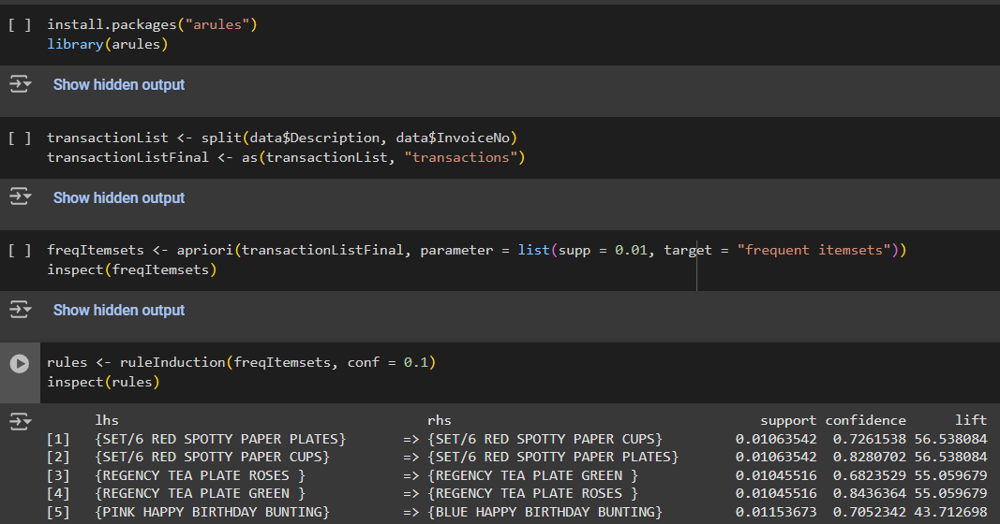 [ ] install.packages("arules")
library(arules)
Show hidden output
[ ] transactionList <- split(data$Description, data$InvoiceNo)
transactionListFinal <- as(transactionList, "transactions")
Show hidden output
[ ] freqItemsets <- apriori(transactionListFinal, parameter = list(supp = 0.01, target = "frequent itemsets"))
inspect(freqItemsets)
Show hidden output
rules <- ruleInduction(freqItemsets, conf = 0.1)
inspect(rules)
lhs rhs support confidence lift
[1] {SET/6 RED SPOTTY PAPER PLATES} => {SET/6 RED SPOTTY PAPER CUPS} 0.01063542 0.7261538 56.538084
[2] {SET/6 RED SPOTTY PAPER CUPS} => {SET/6 RED SPOTTY PAPER PLATES} 0.01063542 0.8280702 56.538084
[3] {REGENCY TEA PLATE ROSES } => {REGENCY TEA PLATE GREEN } 0.01045516 0.6823529 55.059679
[4] {REGENCY TEA PLATE GREEN } => {REGENCY TEA PLATE ROSES } 0.01045516 0.8436364 55.059679
[5] {PINK HAPPY BIRTHDAY BUNTING} => {BLUE HAPPY BIRTHDAY BUNTING} 0.01153673 0.7052342 43.712698